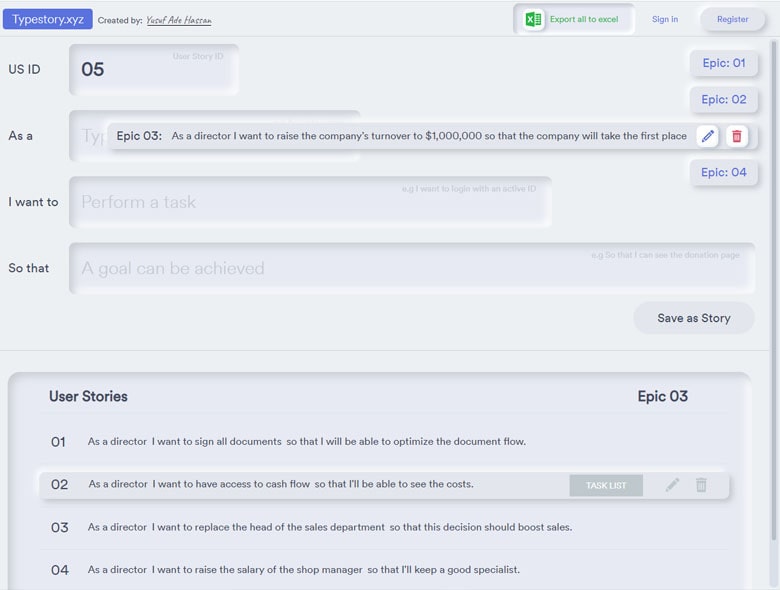 Typestory.xyz
Created by: Yusuf Ade Hassan
Export all to excel
Sign in
Register
US ID
User Story ID
05
Epic: 01
Epic: 02
As a
Typ
Epic 03: As a director I want to raise the company's turnover to $1,000,000 so that the company will take the first place
Epic: 04
I want to
e.g I want to login with an active ID
Perform a task
So that
e.g So that I can see the donation page
A goal can be achieved
Save as Story
User Stories
Epic 03
01 As a director I want to sign all documents so that I will be able to optimize the document flow.
02 As a director I want to have access to cash flow so that I'll be able to see the costs.
TASK LIST
03 As a director I want to replace the head of the sales department so that this decision should boost sales.
04 As a director I want to raise the salary of the shop manager so that I'll keep a good specialist.